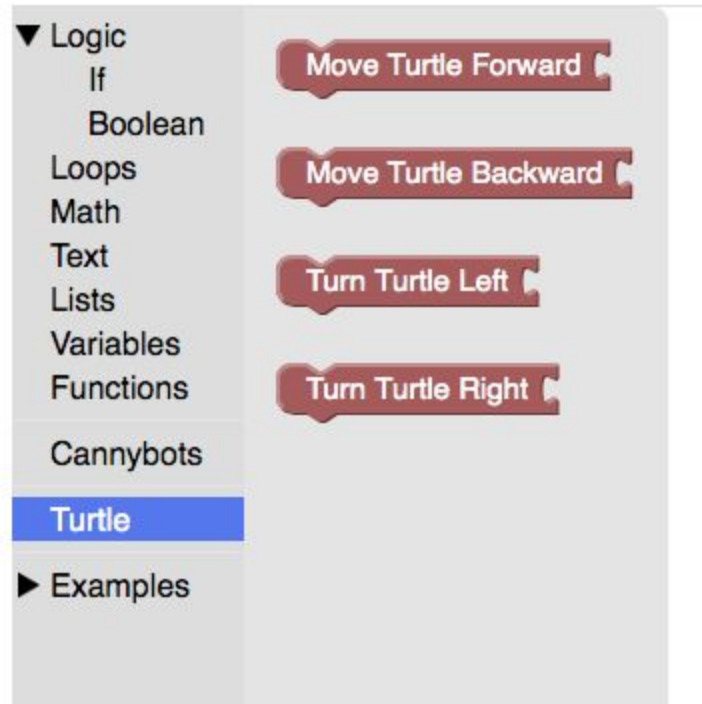 Logic
If
Boolean
Loops
Math
Text
Lists
Variables
Functions
Cannybots
Turtle
Examples
Move Turtle Forward
Move Turtle Backward
Turn Turtle Left
Turn Turtle Right